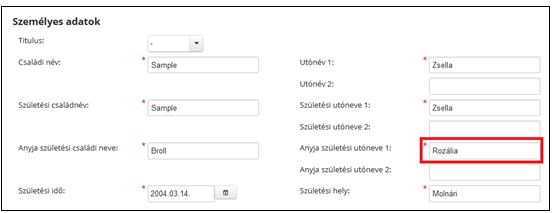 Személyes adatok
Titulus: -
Családi név: * Sample Utónév 1: * Zsella
Utónév 2:
Születési családnév: * Sample Születési utóneve 1: * Zsella
Születési utóneve 2:
Anyja születési családi neve: * Broll Anyja születési utóneve 1: * Rozália
Anyja születési utóneve 2:
Születési idő: * 2004.03.14. Születési hely: * Molnári